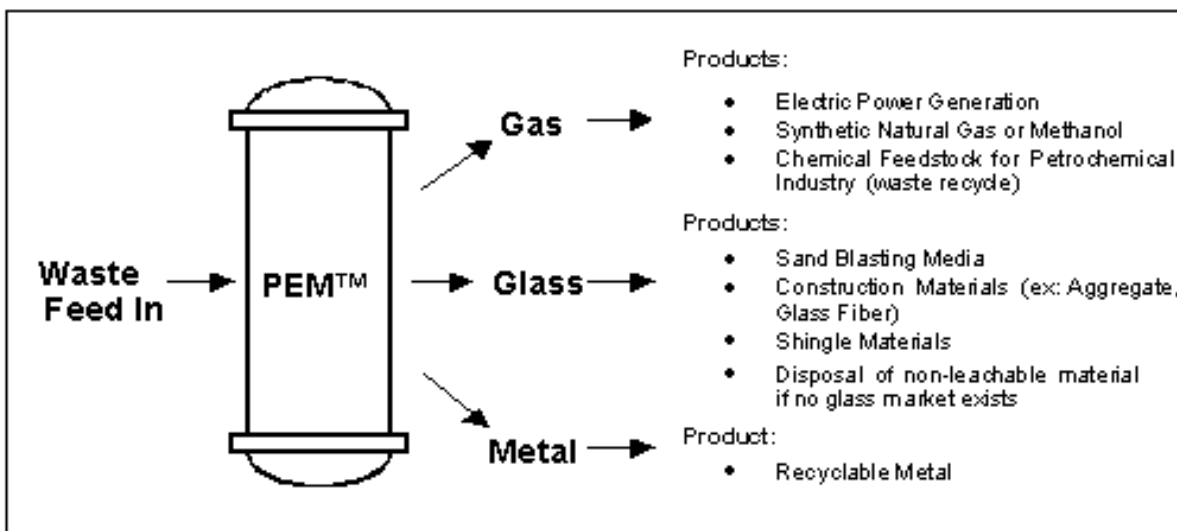 Waste
Feed In
PEM™
Gas
Products:
• Electric Power Generation
• Synthetic Natural Gas or Methanol
• Chemical Feedstock for Petrochemical
Industry (waste recycle)
Glass
Products:
• Sand Blasting Media
• Construction Materials (ex: Aggregate,
Glass Fiber)
• Shingle Materials
• Disposal of non-leachable material
if no glass market exists
Metal
Product:
• Recyclable Metal